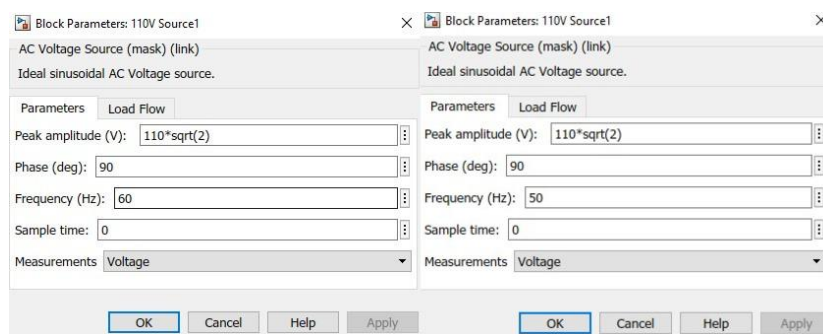 Block Parameters: 110V Source1
AC Voltage Source (mask) (link)
Ideal sinusoidal AC Voltage source.
Parameters Load Flow
Peak amplitude (V): 110*sqrt(2)
Phase (deg): 90
Frequency (Hz): 60
Sample time: 0
Measurements Voltage
OK Cancel Help Apply
Block Parameters: 110V Source1
AC Voltage Source (mask) (link)
Ideal sinusoidal AC Voltage source.
Parameters Load Flow
Peak amplitude (V): 110*sqrt(2)
Phase (deg): 90
Frequency (Hz): 50
Sample time: 0
Measurements Voltage
OK Cancel Help Apply